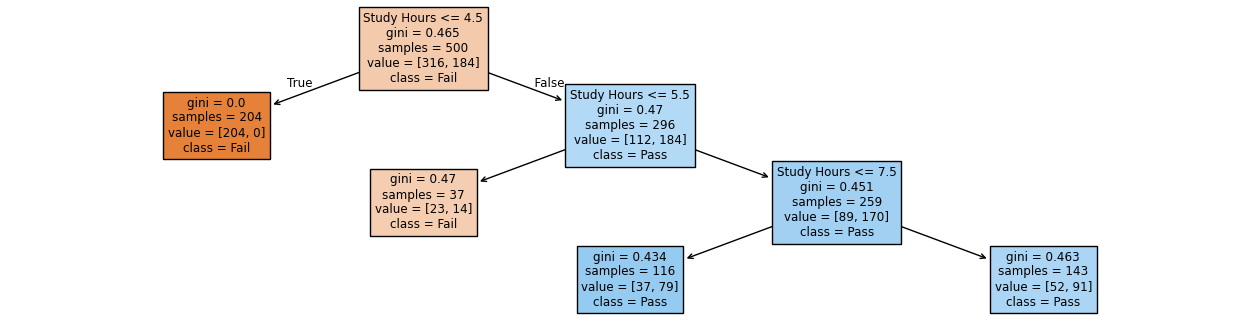 Study Hours <= 4.5
gini = 0.465
samples = 500
value = [316, 184]
class = Fail
True
False
gini = 0.0
samples = 204
value = [204, 0]
class = Fail
Study Hours <= 5.5
gini = 0.47
samples = 296
value = [112, 184]
class = Pass
gini = 0.47
samples = 37
value = [23, 14]
class = Fail
Study Hours <= 7.5
gini = 0.451
samples = 259
value = [89, 170]
class = Pass
gini = 0.434
samples = 116
value = [37, 79]
class = Pass
gini = 0.463
samples = 143
value = [52, 91]
class = Pass